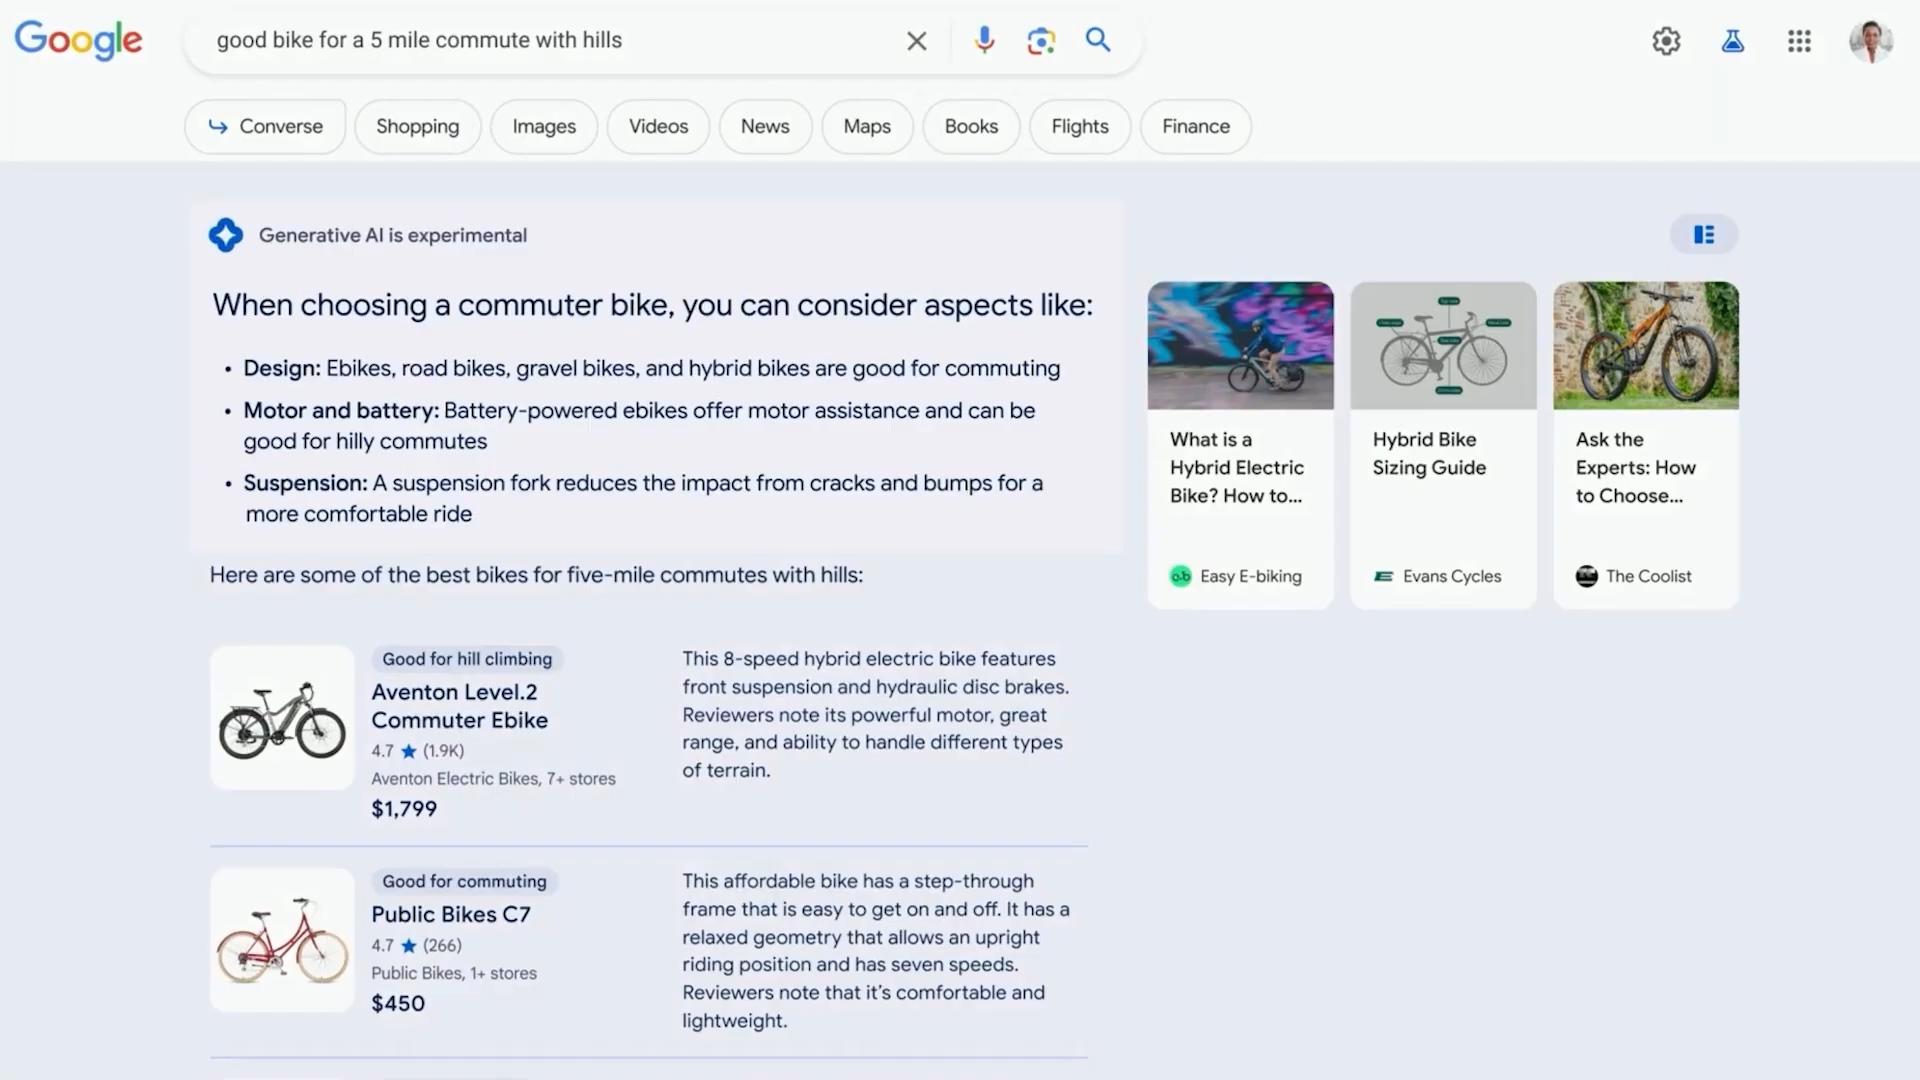 Google
good bike for a 5 mile commute with hills
Converse
Shopping
Images
Videos
News
Maps
Books
Flights
Finance
Generative AI is experimental
When choosing a commuter bike, you can consider aspects like:
• Design: Ebikes, road bikes, gravel bikes, and hybrid bikes are good for commuting
• Motor and battery: Battery-powered ebikes offer motor assistance and can be
good for hilly commutes
• Suspension: A suspension fork reduces the impact from cracks and bumps for a
more comfortable ride
What is a
Hybrid Electric
Bike? How to...
Easy E-biking
Hybrid Bike
Sizing Guide
Evans Cycles
Ask the
Experts: How
to Choose...
The Coolist
Here are some of the best bikes for five-mile commutes with hills:
Good for hill climbing
Aventon Level.2
Commuter Ebike
4.7 ★ (1.9K)
Aventon Electric Bikes, 7+ stores
$1,799
This 8-speed hybrid electric bike features
front suspension and hydraulic disc brakes.
Reviewers note its powerful motor, great
range, and ability to handle different types
of terrain.
Good for commuting
Public Bikes C7
4.7 ★ (266)
Public Bikes, 1+ stores
$450
This affordable bike has a step-through
frame that is easy to get on and off. It has a
relaxed geometry that allows an upright
riding position and has seven speeds.
Reviewers note that it's comfortable and
lightweight.